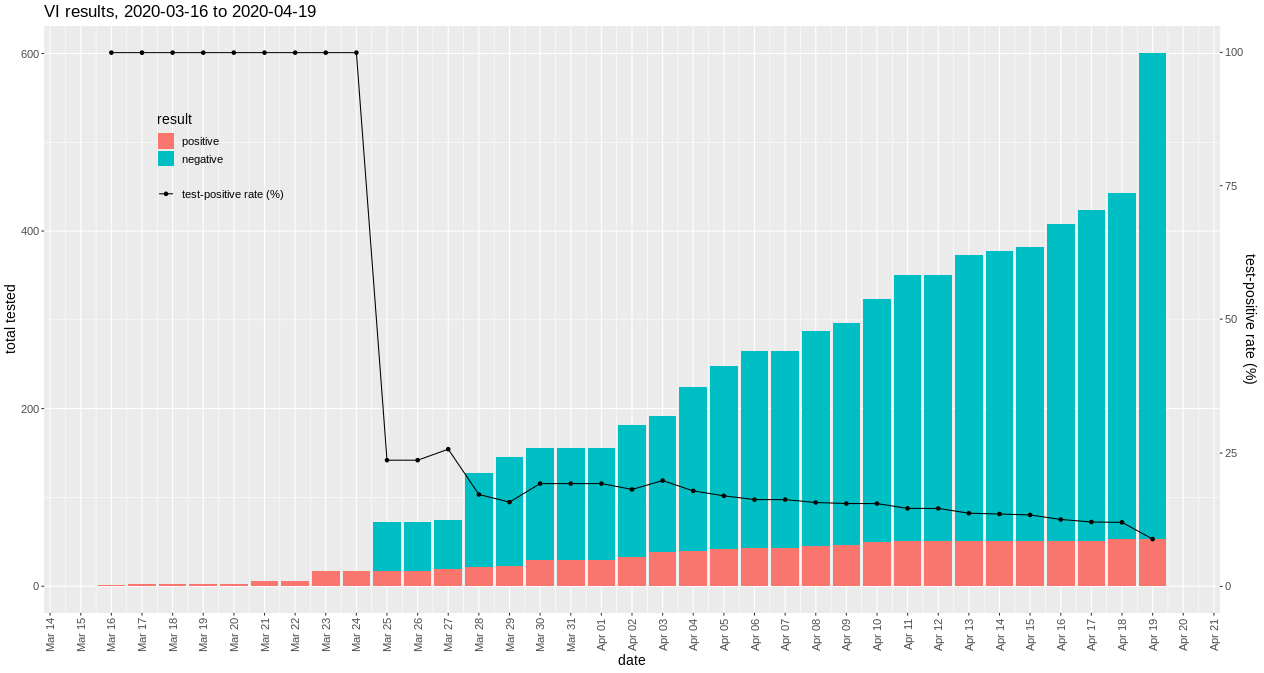 VI results, 2020-03-16 to 2020-04-19
total tested
600
400
200
0
result
positive
negative
test-positive rate (%)
100
75
50
25
0
test-positive rate (%)
Mar 14
Mar 15
Mar 16
Mar 17
Mar 18
Mar 19
Mar 20
Mar 21
Mar 22
Mar 23
Mar 24
Mar 25
Mar 26
Mar 27
Mar 28
Mar 29
Mar 30
Mar 31
Apr 01
Apr 02
Apr 03
Apr 04
Apr 05
Apr 06
Apr 07
Apr 08
Apr 09
Apr 10
Apr 11
Apr 12
Apr 13
Apr 14
Apr 15
Apr 16
Apr 17
Apr 18
Apr 19
Apr 20
Apr 21
date